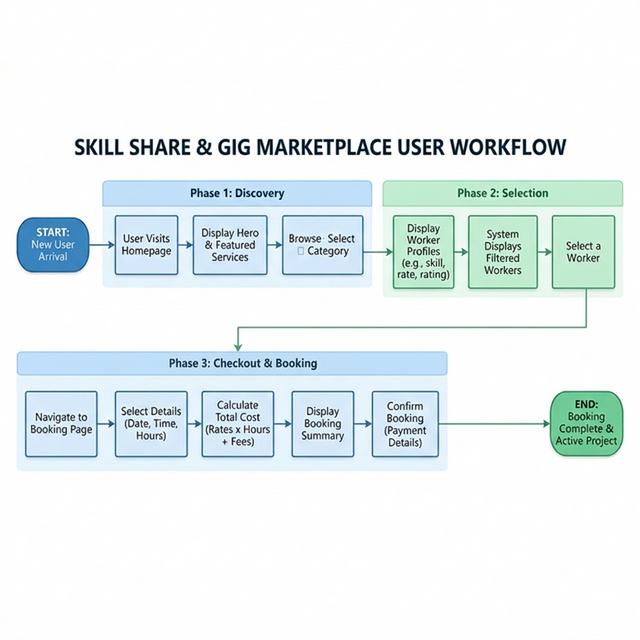 SKILL SHARE & GIG MARKETPLACE USER WORKFLOW
Phase 1: Discovery
Phase 2: Selection
START:
New User
Arrival
User Visits
Homepage
Display Hero
& Featured
Services
Browse· Select
Category
Display
Worker
Profiles
(e.g., skill,
rate, rating)
System
Displays
Filtered
Workers
Select a
Worker
Phase 3: Checkout & Booking
Navigate to
Booking Page
Select Details
(Date, Time,
Hours)
Calculate
Total Cost
(Rates x Hours
+ Fees)
Display
Booking
Summary
Confirm
Booking
(Payment
Details)
END:
Booking
Complete &
Active Project